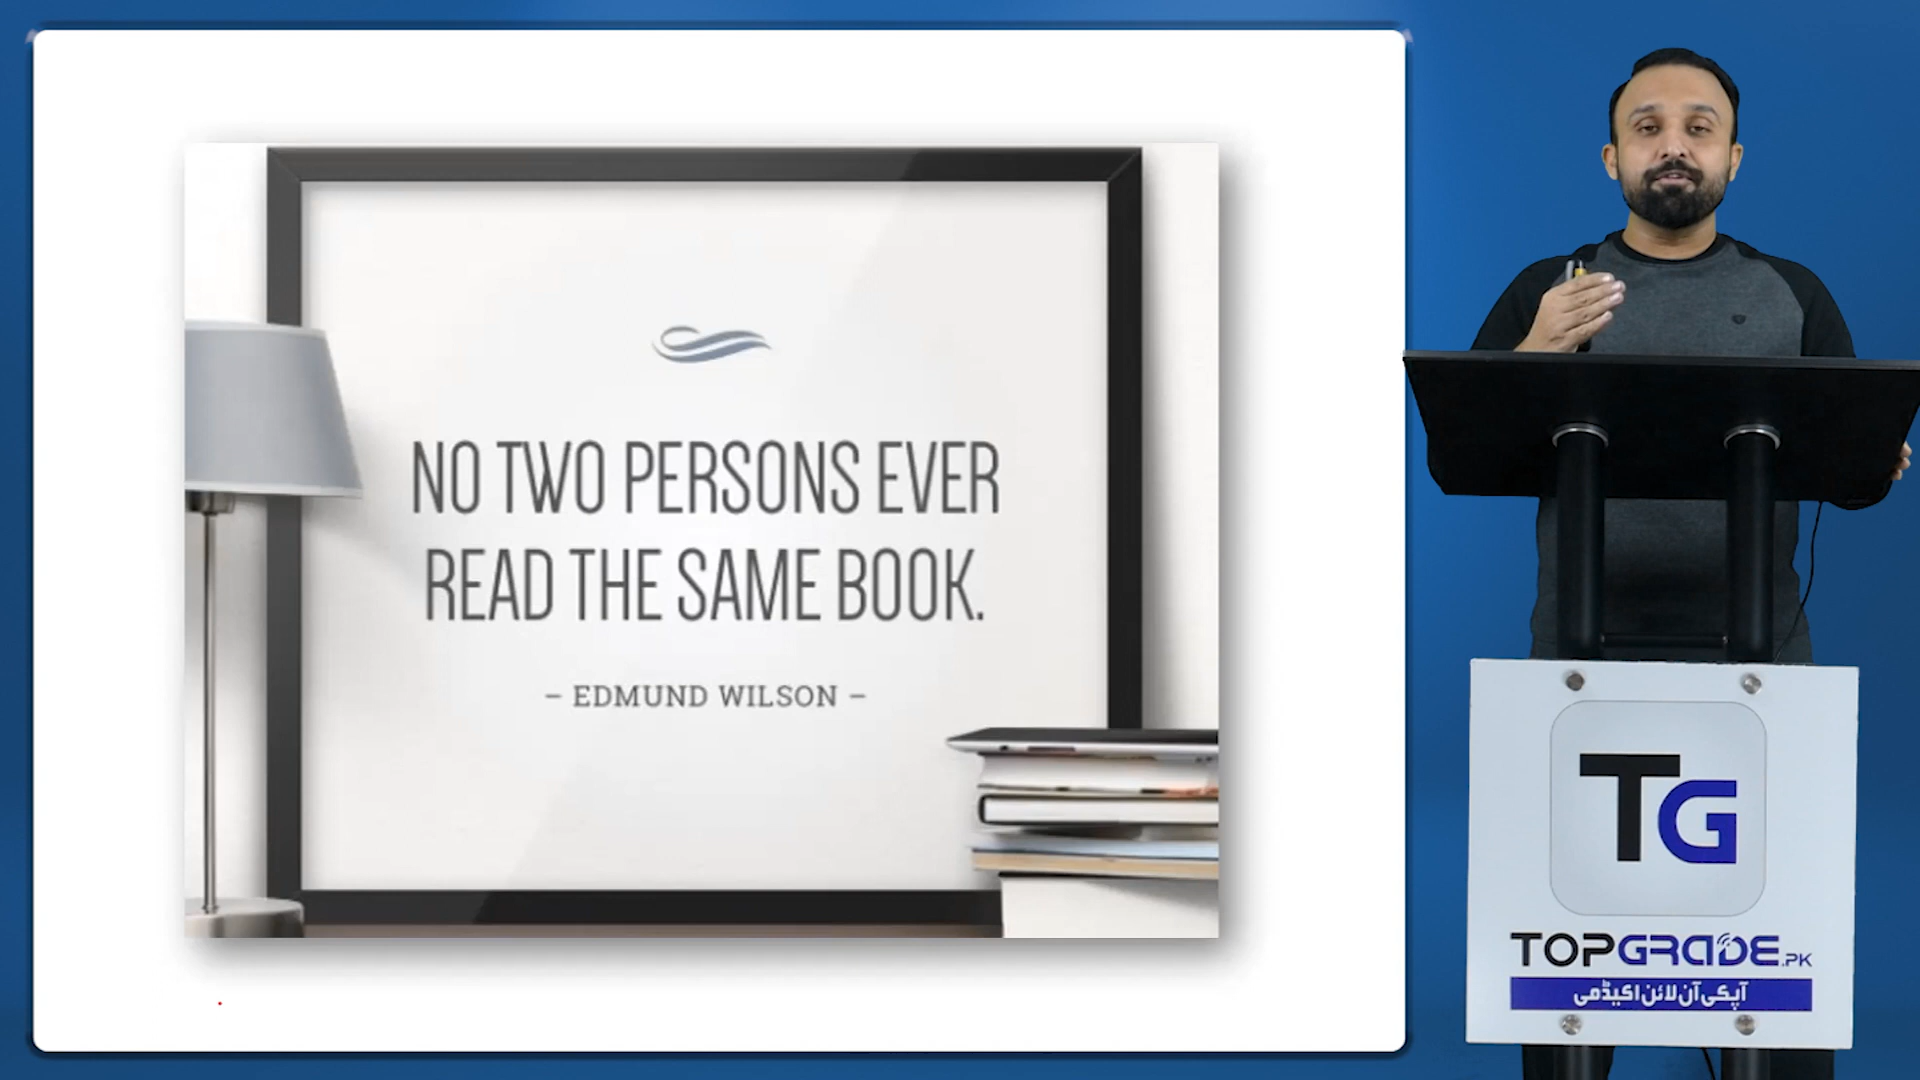 NO TWO PERSONS EVER
READ THE SAME BOOK.
– EDMUND WILSON –
TG
TOPGRADE.PK
آپکی آن لائن اکیڈمی